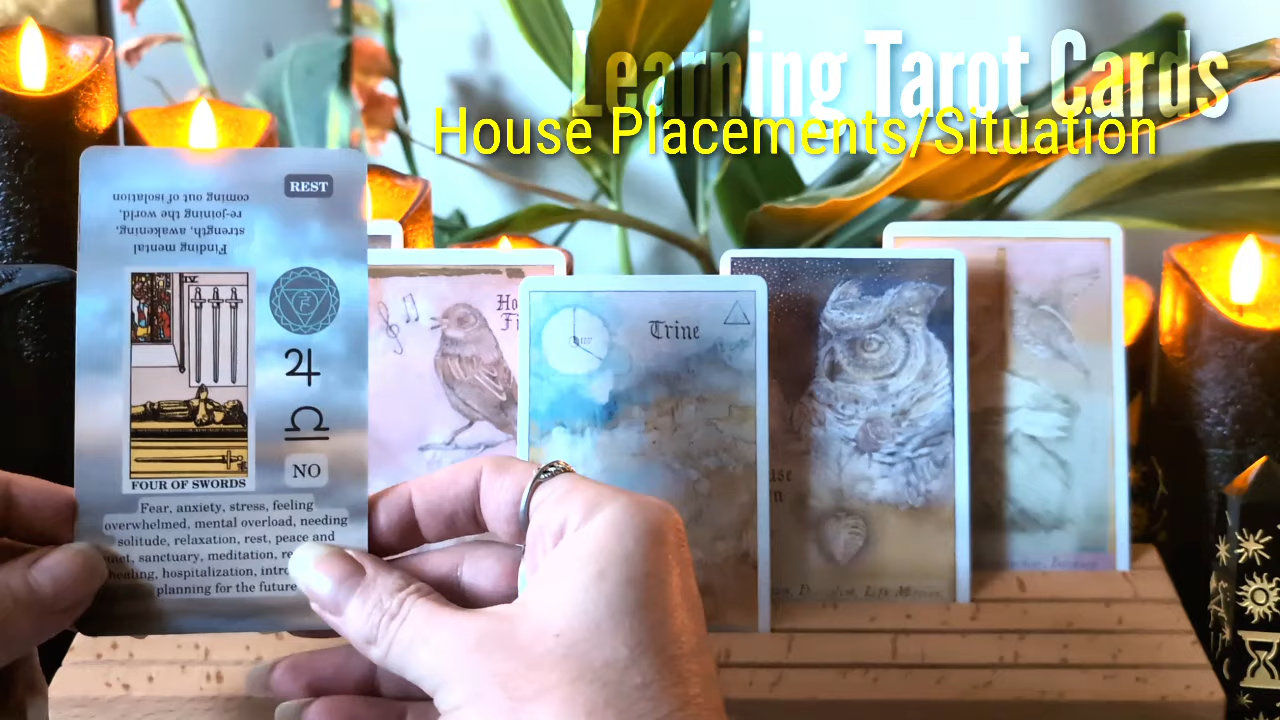 Learning Tarot Cards
House Placements/Situation
REST
Finding mental
strength, awakening,
re-joining the world,
coming out of isolation
IV
NO
FOUR OF SWORDS
Fear, anxiety, stress, feeling
overwhelmed, mental overload, needing
solitude, relaxation, rest, peace and
sanctuary, meditation,
healing, hospitalization,
planning for the future
Trine
Life